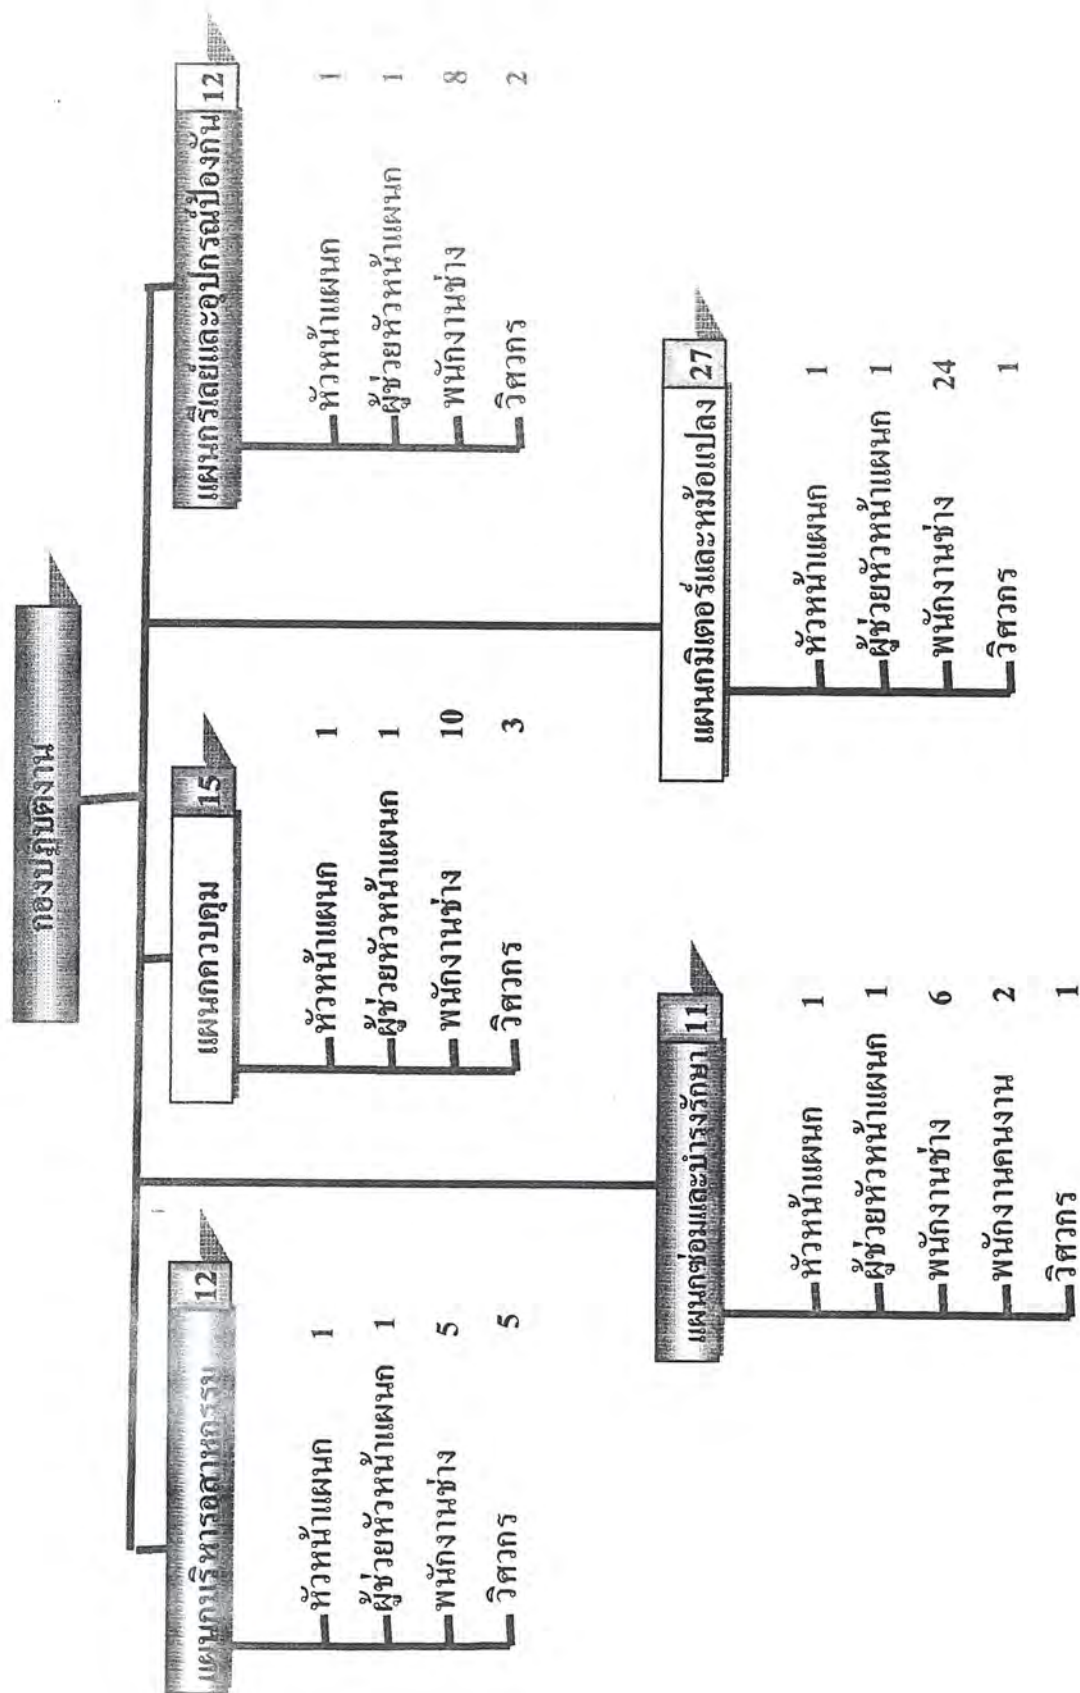 กองปฏิบัติงาน
แผนกบริหารอุตสาหกรรม 12
หัวหน้าแผนก 1
ผู้ช่วยหัวหน้าแผนก 1
พนักงานช่าง 5
วิศวกร 5
แผนกควบคุม 15
หัวหน้าแผนก 1
ผู้ช่วยหัวหน้าแผนก 1
พนักงานช่าง 10
วิศวกร 3
แผนกรีเลย์และอุปกรณ์ป้องกัน 12
หัวหน้าแผนก 1
ผู้ช่วยหัวหน้าแผนก 1
พนักงานช่าง 8
วิศวกร 2
แผนกซ่อมและบำรุงรักษา 11
หัวหน้าแผนก 1
ผู้ช่วยหัวหน้าแผนก 1
พนักงานช่าง 6
พนักงานคนงาน 2
วิศวกร 1
แผนกมิเตอร์และหม้อแปลง 27
หัวหน้าแผนก 1
ผู้ช่วยหัวหน้าแผนก 1
พนักงานช่าง 24
วิศวกร 1